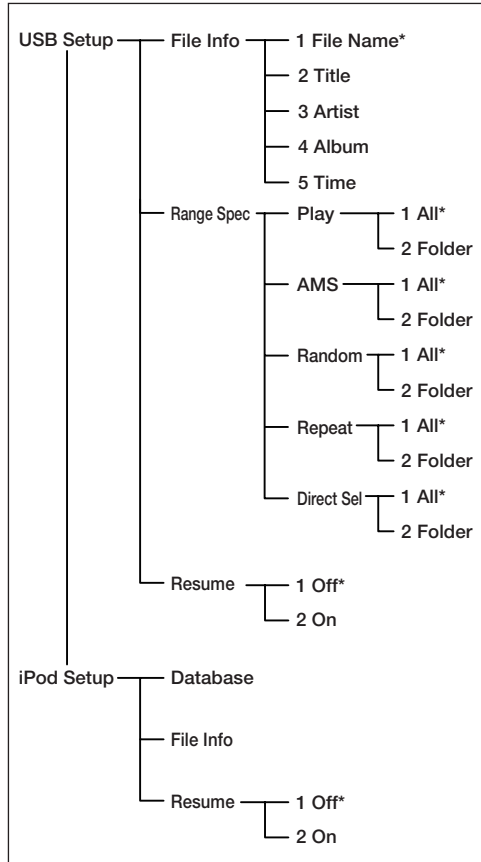 USB Setup File Info 1 File Name*
2 Title
3 Artist
4 Album
5 Time
Range Spec Play 1 All*
2 Folder
AMS 1 All*
2 Folder
Random 1 All*
2 Folder
Repeat 1 All*
2 Folder
Direct Sel 1 All*
2 Folder
Resume 1 Off*
2 On
iPod Setup Database
File Info
Resume 1 Off*
2 On